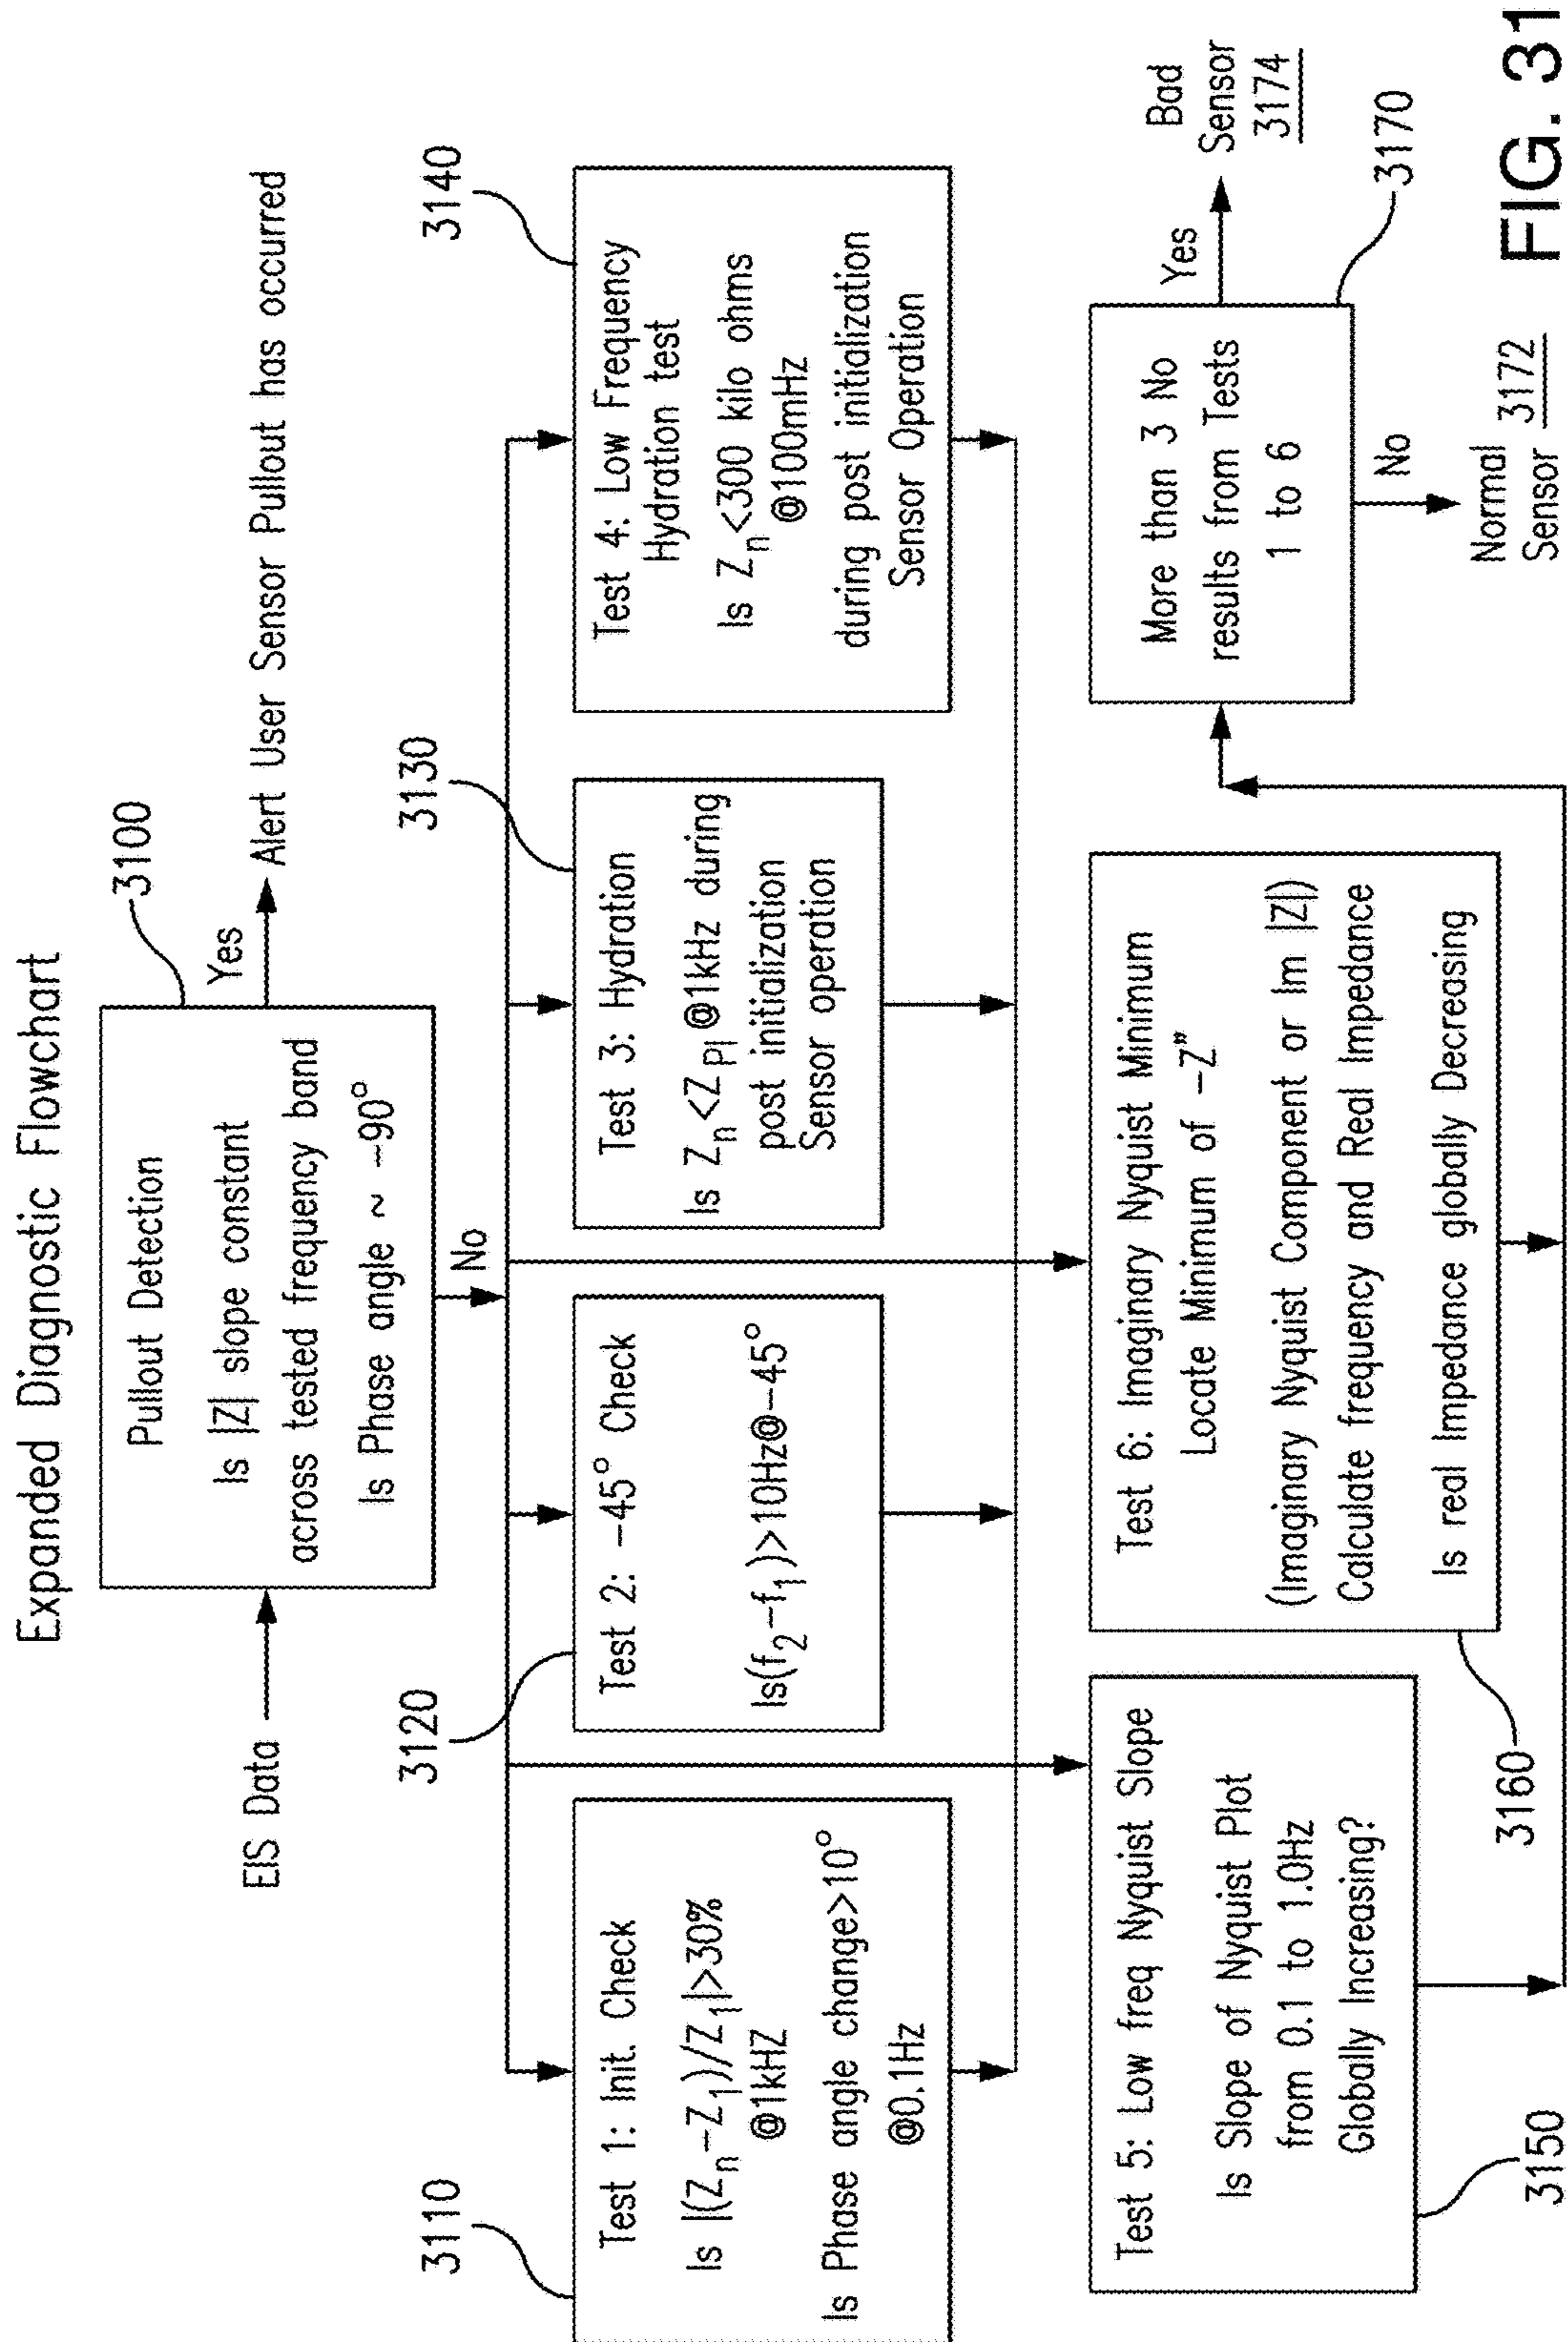 Expanded Diagnostic Flowchart
EIS Data
Pullout Detection
Is |Z| slope constant
across tested frequency band
Is Phase angle ~ -90°
3100
Yes
Alert User Sensor Pullout has occurred
No
3110
Test 1: Init. Check
Is |(Zn-Z1)/Z1|>30%
@1kHZ
Is Phase angle change>10°
@0.1Hz
3120
Test 2: -45° Check
Is(f2-f1)>10Hz@-45°
3130
Test 3: Hydration
Is Zn<ZPI@1kHz during
post initialization
Sensor operation
3140
Test 4: Low Frequency
Hydration test
Is Zn<300 kilo ohms
@100mHz
during post initialization
Sensor Operation
Test 5: Low freq Nyquist Slope
Is Slope of Nyquist Plot
from 0.1 to 1.0Hz
Globally Increasing?
3150
Test 6: Imaginary Nyquist Minimum
Locate Minimum of -Z"
(Imaginary Nyquist Component or Im |Z|)
Calculate frequency and Real Impedance
Is real Impedance globally Decreasing
3160
More than 3 No
results from Tests
1 to 6
3170
Yes
Bad
Sensor
3174
No
Normal
Sensor 3172
FIG. 31